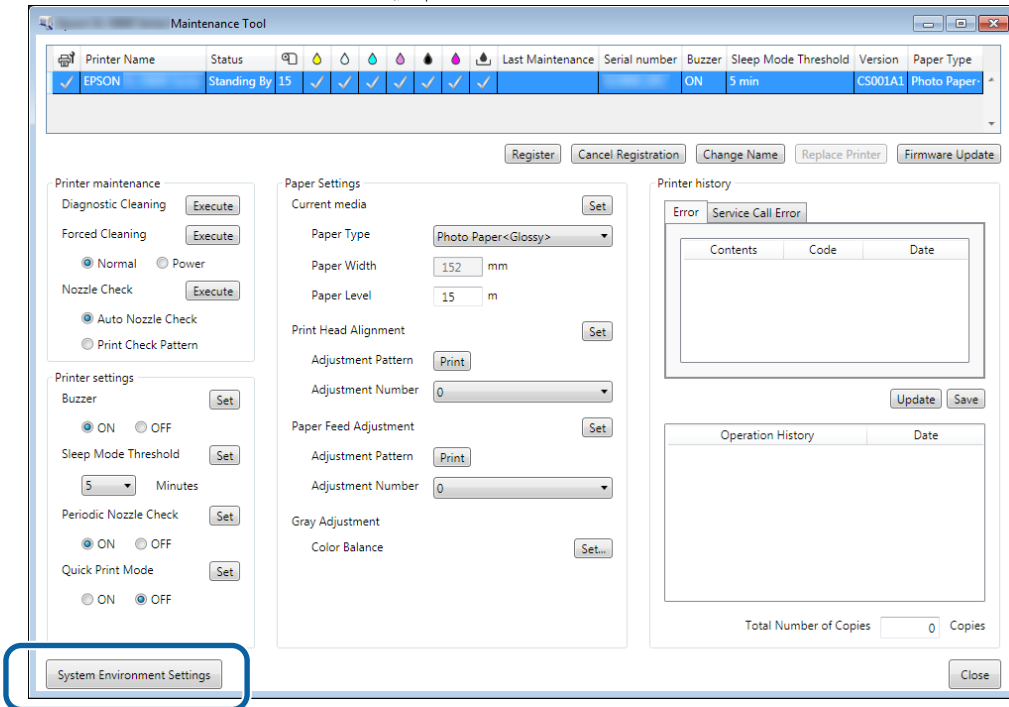 Maintenance Tool
Printer Name Status Last Maintenance Serial number Buzzer Sleep Mode Threshold Version Paper Type
EPSON Standing By 15 ON 5 min CS001A1 Photo Paper
Register Cancel Registration Change Name Replace Printer Firmware Update
Printer maintenance
Diagnostic Cleaning Execute
Forced Cleaning Execute
Normal Power
Nozzle Check Execute
Auto Nozzle Check
Print Check Pattern
Printer settings
Buzzer Set
ON OFF
Sleep Mode Threshold Set
5 Minutes
Periodic Nozzle Check Set
ON OFF
Quick Print Mode Set
ON OFF
Paper Settings
Current media Set
Paper Type Photo Paper<Glossy>
Paper Width 152 mm
Paper Level 15 m
Print Head Alignment Set
Adjustment Pattern Print
Adjustment Number 0
Paper Feed Adjustment Set
Adjustment Pattern Print
Adjustment Number 0
Gray Adjustment
Color Balance Set...
Printer history
Error Service Call Error
Contents Code Date
Update Save
Operation History Date
Total Number of Copies 0 Copies
System Environment Settings Close